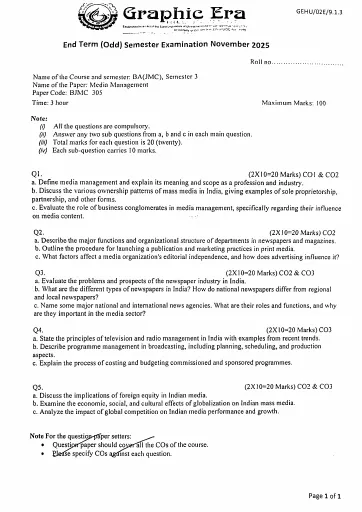 GEHU/02E/9.1.3
Graphic Era
End Term (Odd) Semester Examination November 2025
Roll no.............................
Name of the Course and semester: BA(JMC), Semester 3
Name of the Paper: Media Management
Paper Code: BJMC 305
Time: 3 hour Maximum Marks: 100
Note:
(i) All the questions are compulsory.
(ii) Answer any two sub questions from a, b and c in each main question.
(iii) Total marks for each question is 20 (twenty).
(iv) Each sub-question carries 10 marks.
Q1. (2X10=20 Marks) CO1 & CO2
a. Define media management and explain its meaning and scope as a profession and industry.
b. Discuss the various ownership patterns of mass media in India, giving examples of sole proprietorship,
partnership, and other forms.
c. Evaluate the role of business conglomerates in media management, specifically regarding their influence
on media content.
Q2. (2X10=20 Marks) CO2
a. Describe the major functions and organizational structure of departments in newspapers and magazines.
b. Outline the procedure for launching a publication and marketing practices in print media.
c. What factors affect a media organization's editorial independence, and how does advertising influence it?
Q3. (2X10=20 Marks) CO2 & CO3
a. Evaluate the problems and prospects of the newspaper industry in India.
b. What are the different types of newspapers in India? How do national newspapers differ from regional
and local newspapers?
c. Name some major national and international news agencies. What are their roles and functions, and why
are they important in the media sector?
Q4. (2X10=20 Marks) CO3
a. State the principles of television and radio management in India with examples from recent trends.
b. Describe programme management in broadcasting, including planning, scheduling, and production
aspects.
c. Explain the process of costing and budgeting commissioned and sponsored programmes.
Q5. (2X10=20 Marks) CO2 & CO3
a. Discuss the implications of foreign equity in Indian media.
b. Examine the economic, social, and cultural effects of globalization on Indian mass media.
c. Analyze the impact of global competition on Indian media performance and growth.
Note For the question paper setters:
• Question paper should cover all the COs of the course.
• Please specify COs against each question.
Page 1 of 1